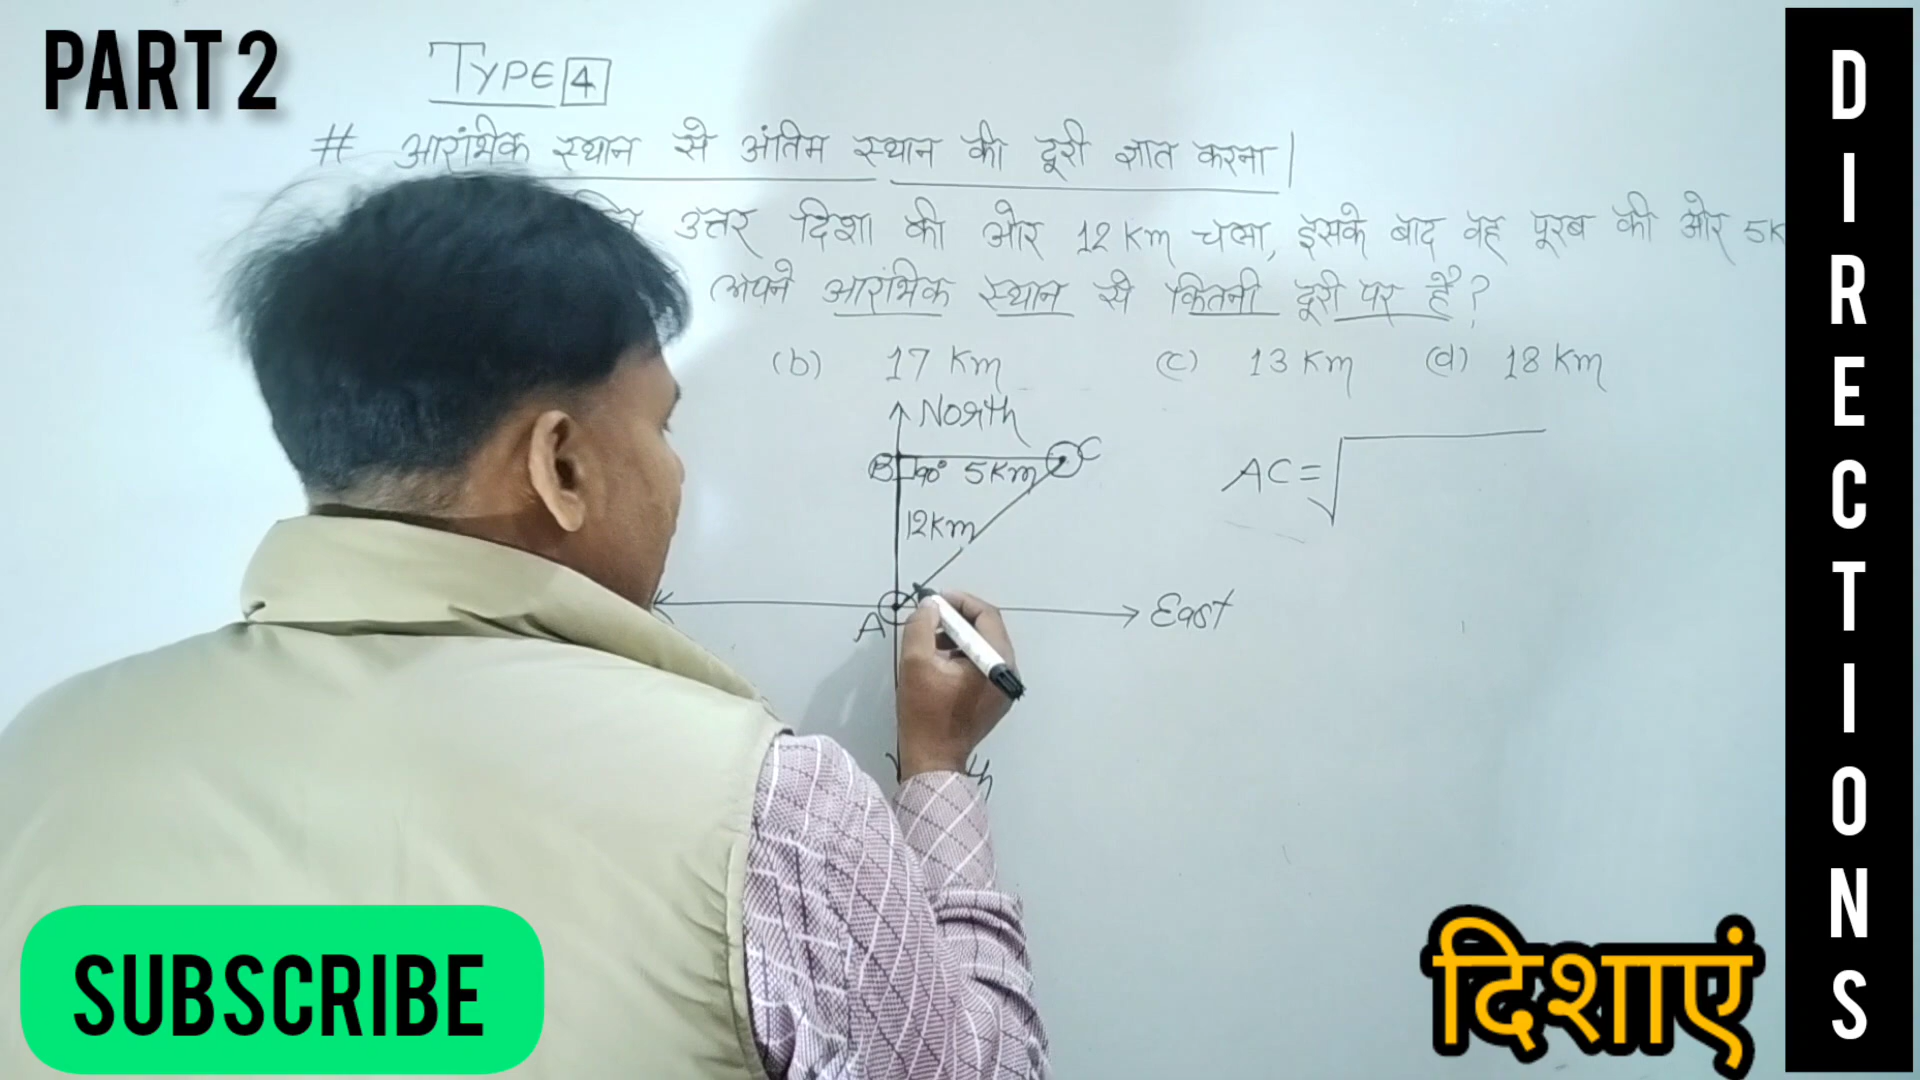 PART 2
TYPE 4
# आरंभिक स्थान से अंतिम स्थान की दूरी ज्ञात करना|
उत्तर दिशा की ओर 12 Km चला, इसके बाद वह पूरब की ओर 5K
अपने आरंभिक स्थान से कितनी दूरी पर है?
(b) 17 Km (c) 13 Km (d) 18 Km
North
B 90° 5Km C
AC=√
12Km
A
East
SUBSCRIBE
दिशाएं
DIRECTIONS